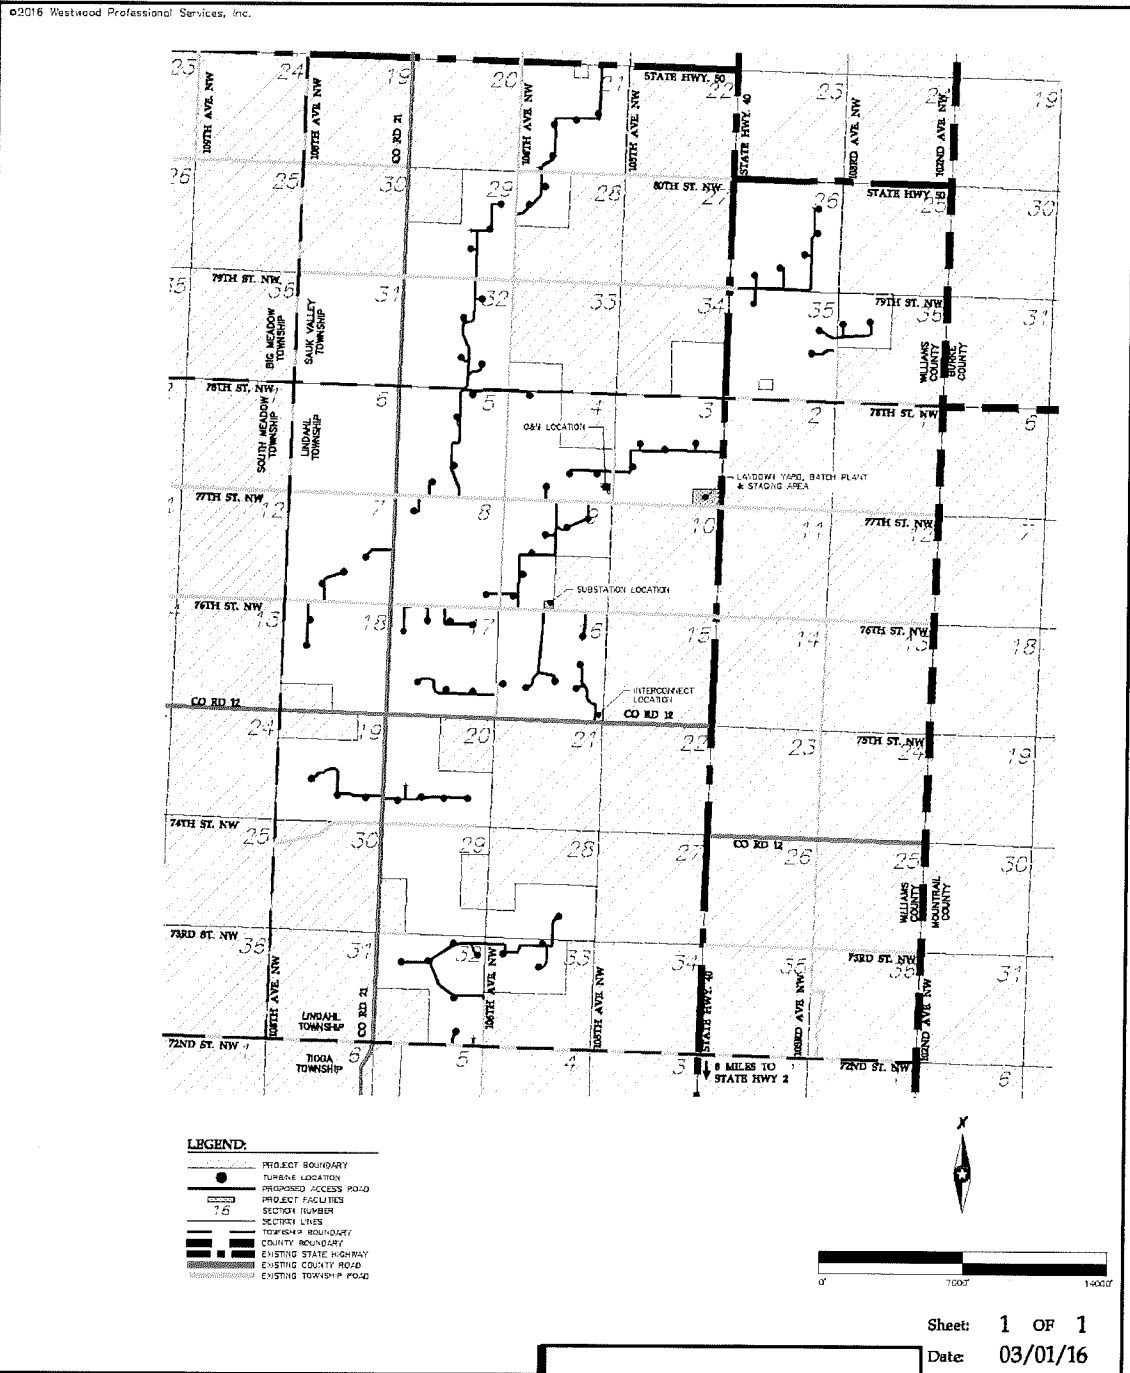 ©2016 Westwood Professional Services, Inc.
23
24
19
20
21
STATE HWY. 50
22
23
24
19
109TH AVE. NW
108TH AVE. NW
CO RD 21
106TH AVE. NW
105TH AVE. NW
STATE HWY. 40
103RD AVE. NW
102ND AVE. NW
26
25
30
29
28
80TH ST. NW
27
26
STATE HWY. 50
25
30
35
79TH ST. NW
36
31
32
33
34
35
79TH ST. NW
36
31
BIG MEADOW
TOWNSHIP
SAUK VALLEY
TOWNSHIP
WILLIAMS
COUNTY
BURKE
COUNTY
78TH ST. NW
6
5
4
3
2
78TH ST. NW
1
6
SOUTH MEADOW
TOWNSHIP
LINDAHL
TOWNSHIP
O&M LOCATION
LAYDOWN YARD, BATCH PLANT
& STAGING AREA
77TH ST. NW
12
7
8
9
10
11
77TH ST. NW
12
7
SUBSTATION LOCATION
76TH ST. NW
13
18
17
16
15
14
76TH ST. NW
13
18
INTERCONNECT
LOCATION
CO RD 12
CO RD 12
24
19
20
21
22
23
75TH ST. NW
24
19
74TH ST. NW
25
30
29
28
27
CO RD 12
26
25
30
WILLIAMS
COUNTY
MOUNTRAIL
COUNTY
73RD ST. NW
36
31
32
33
34
35
73RD ST. NW
36
31
108TH AVE. NW
CO RD 21
106TH AVE. NW
105TH AVE. NW
STATE HWY. 40
103RD AVE. NW
102ND AVE. NW
LINDAHL
TOWNSHIP
72ND ST. NW
1
TIOGA
TOWNSHIP
6
5
4
3
8 MILES TO
STATE HWY 2
72ND ST. NW
6
N
LEGEND:
PROJECT BOUNDARY
TURBINE LOCATION
PROPOSED ACCESS ROAD
PROJECT FACILITIES
16 SECTION NUMBER
SECTION LINES
TOWNSHIP BOUNDARY
COUNTY BOUNDARY
EXISTING STATE HIGHWAY
EXISTING COUNTY ROAD
EXISTING TOWNSHIP ROAD
0' 7000' 14000'
Sheet: 1 OF 1
Date: 03/01/16